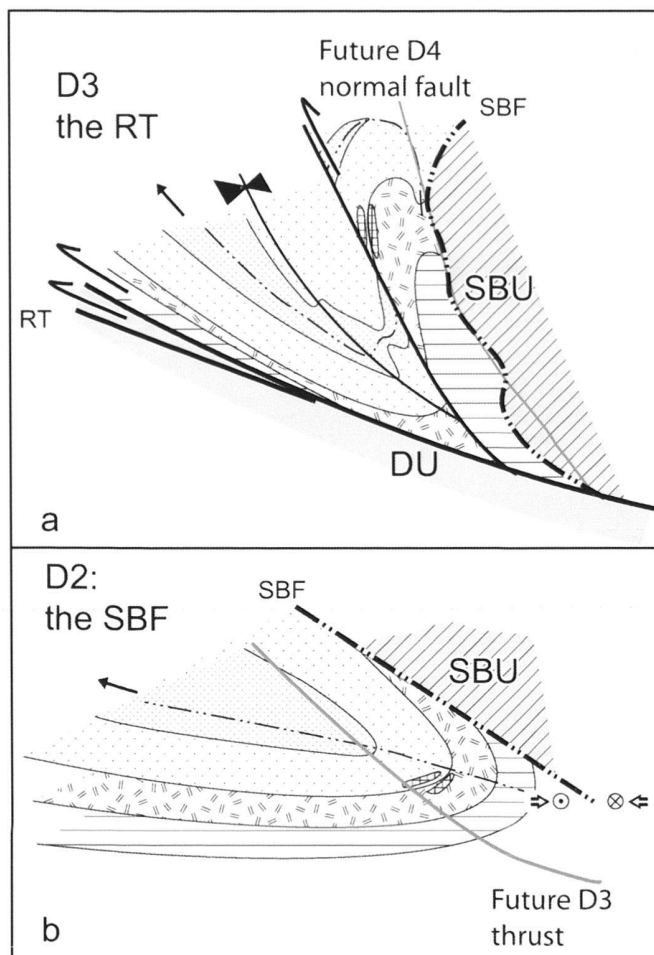 D3
the RT
Future D4
normal fault
SBF
SBU
RT
DU
a
D2:
the SBF
SBF
SBU
Future D3
thrust
b